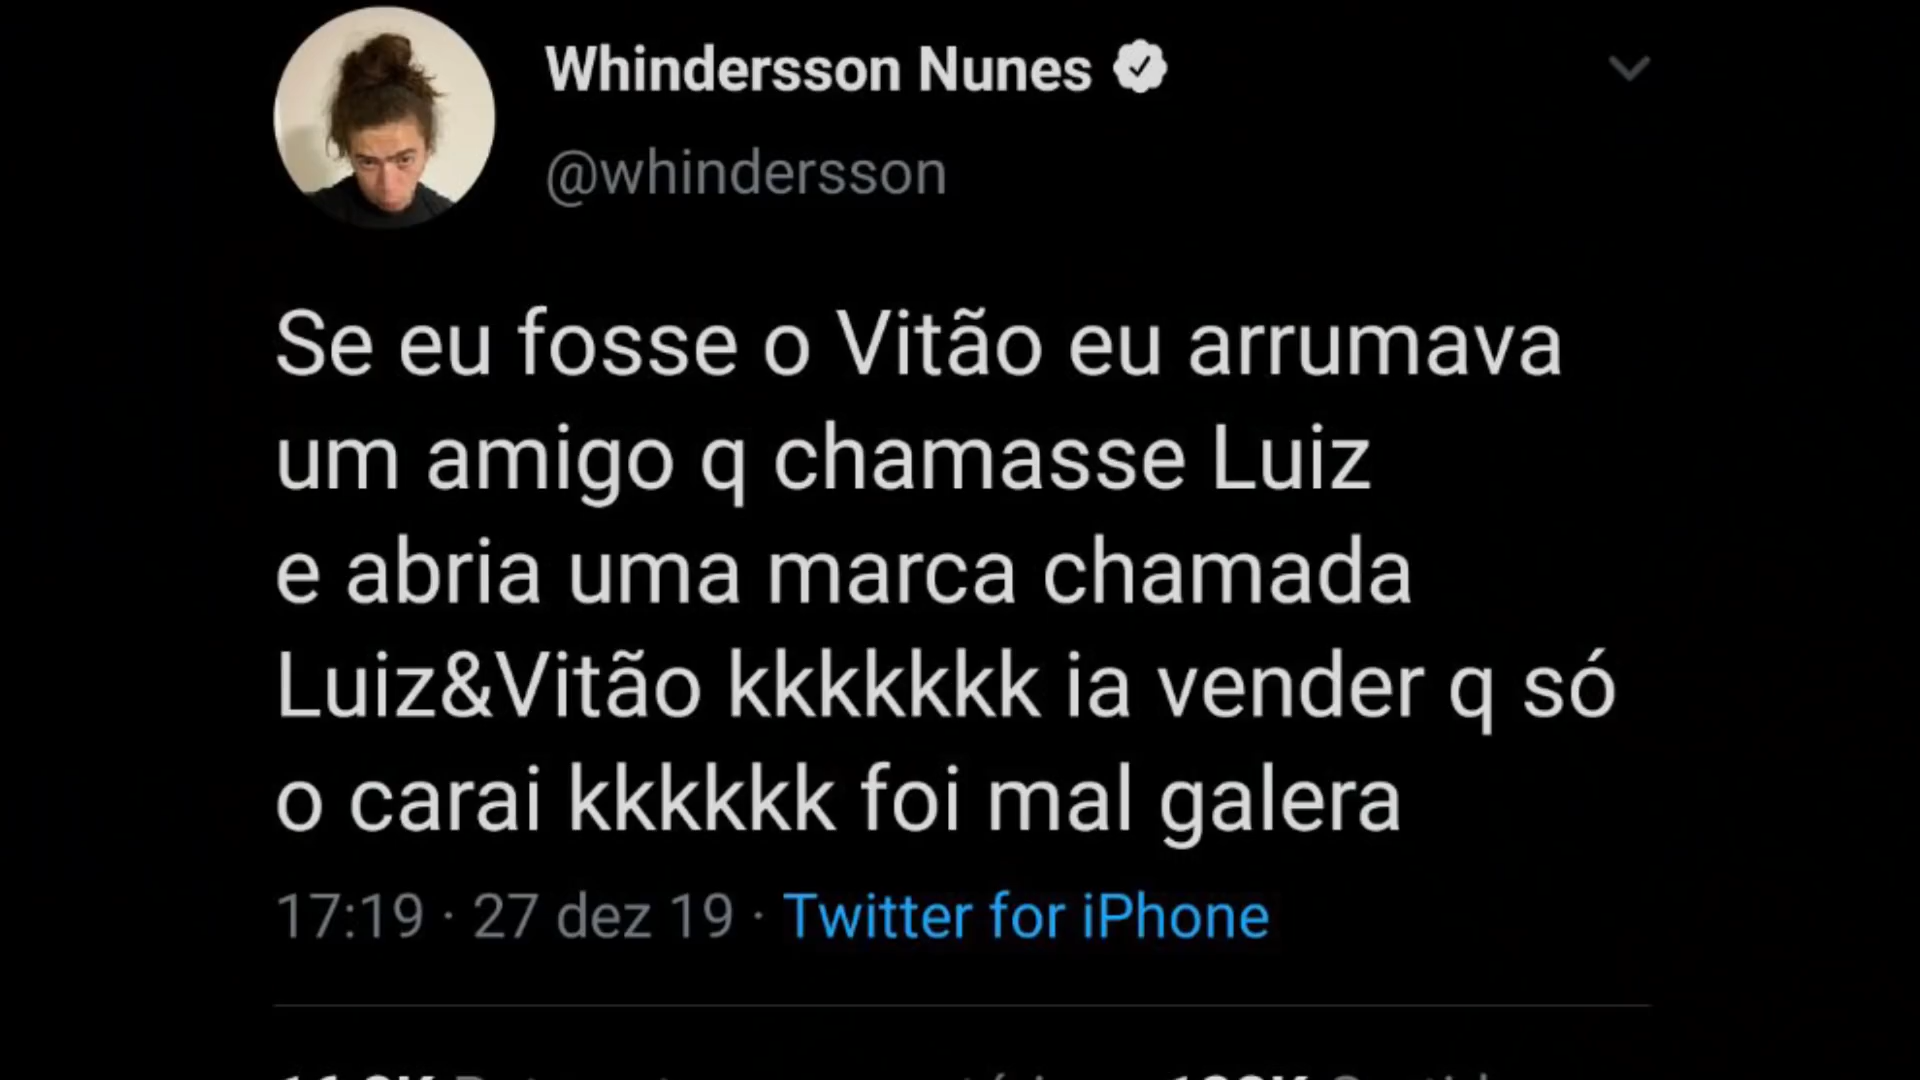 Whindersson Nunes
@whindersson
Se eu fosse o Vitão eu arrumava
um amigo q chamasse Luiz
e abria uma marca chamada
Luiz&Vitão kkkkkkk ia vender q só
o carai kkkkkk foi mal galera
17:19 · 27 dez 19 · Twitter for iPhone